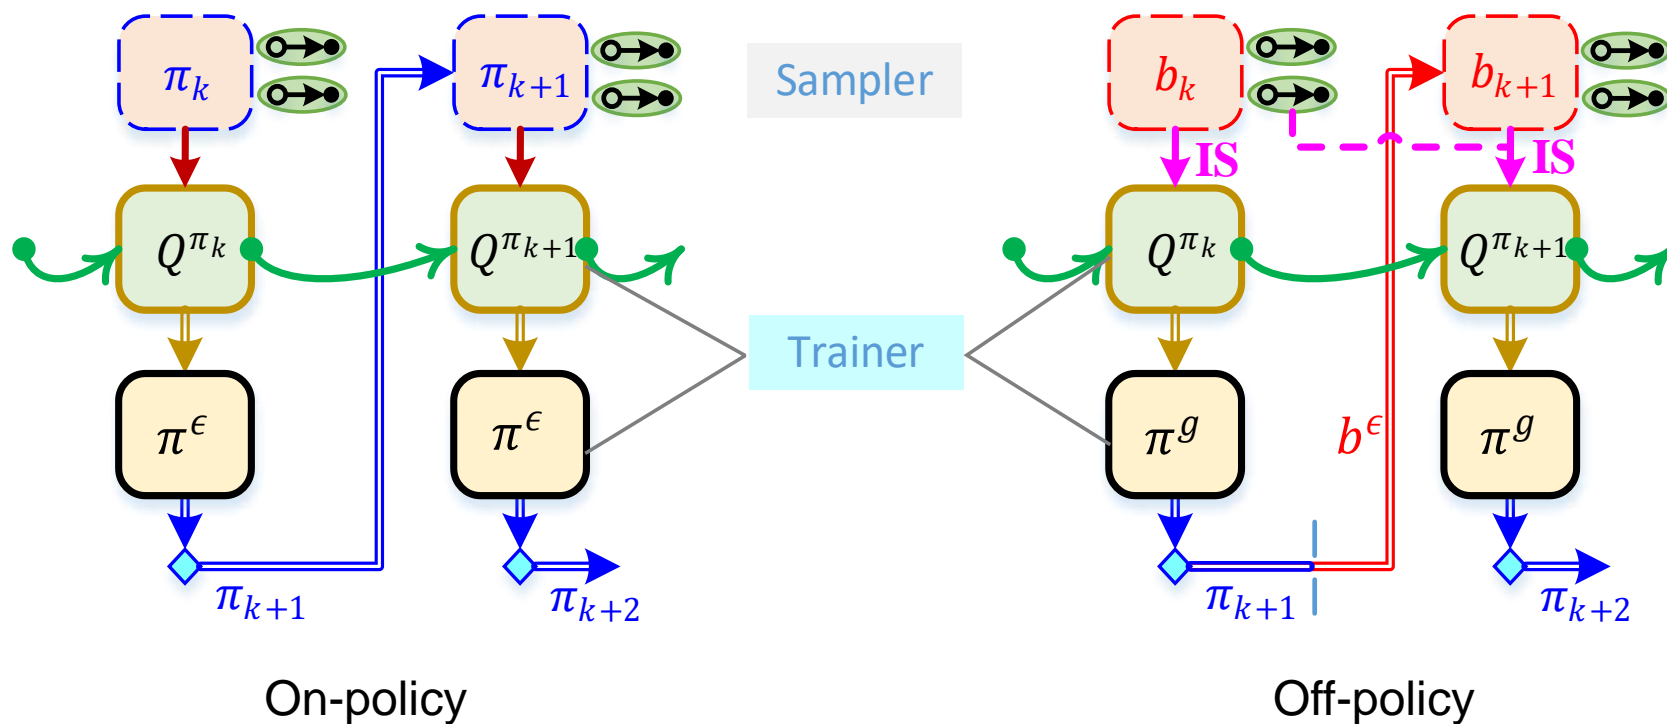 π_k
π_{k+1}
Sampler
b_k
b_{k+1}
IS
IS
Q^{π_k}
Q^{π_{k+1}}
Q^{π_k}
Q^{π_{k+1}}
Trainer
π^ϵ
π^ϵ
π^g
b^ϵ
π^g
π_{k+1}
π_{k+2}
π_{k+1}
π_{k+2}
On-policy
Off-policy